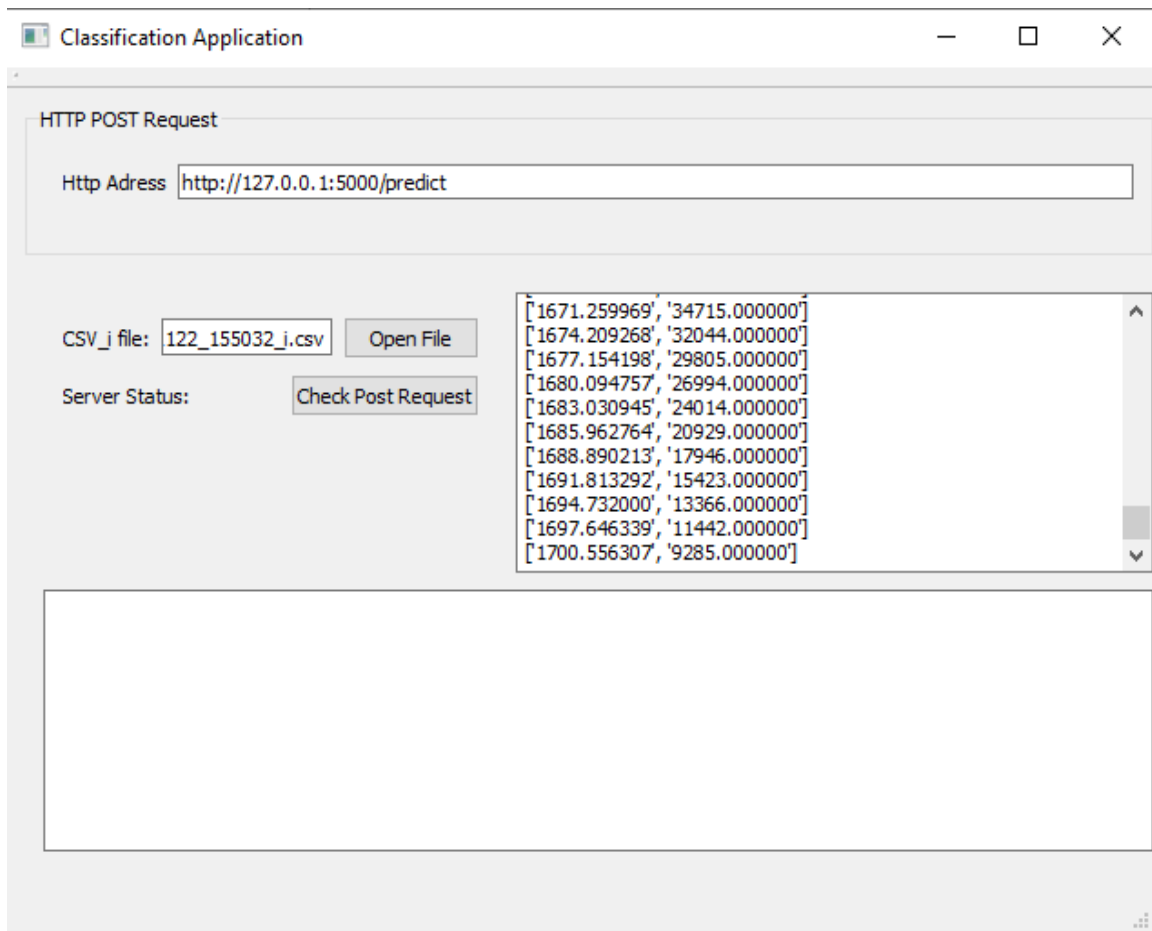 Classification Application
HTTP POST Request
Http Adress http://127.0.0.1:5000/predict
CSV_i file: 122_155032_i.csv Open File
Server Status: Check Post Request
['1671.259969', '34715.000000']
['1674.209268', '32044.000000']
['1677.154198', '29805.000000']
['1680.094757', '26994.000000']
['1683.030945', '24014.000000']
['1685.962764', '20929.000000']
['1688.890213', '17946.000000']
['1691.813292', '15423.000000']
['1694.732000', '13366.000000']
['1697.646339', '11442.000000']
['1700.556307', '9285.000000']